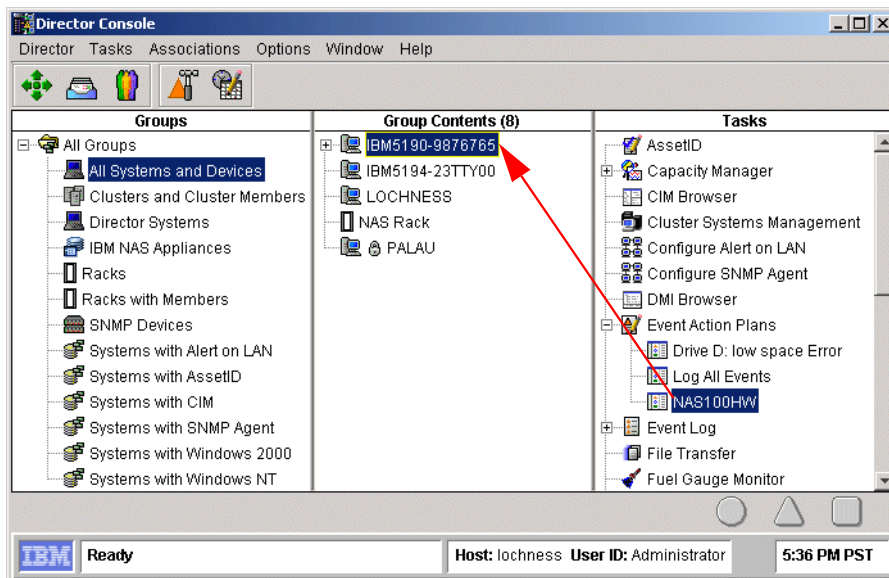 Director Console
Director Tasks Associations Options Window Help
Groups
All Groups
All Systems and Devices
Clusters and Cluster Members
Director Systems
IBM NAS Appliances
Racks
Racks with Members
SNMP Devices
Systems with Alert on LAN
Systems with AssetID
Systems with CIM
Systems with SNMP Agent
Systems with Windows 2000
Systems with Windows NT
Group Contents (8)
IBM5190-9876765
IBM5194-23TTY00
LOCHNESS
NAS Rack
PALAU
Tasks
AssetID
Capacity Manager
CIM Browser
Cluster Systems Management
Configure Alert on LAN
Configure SNMP Agent
DMI Browser
Event Action Plans
Drive D: low space Error
Log All Events
NAS100HW
Event Log
File Transfer
Fuel Gauge Monitor
IBM Ready Host: lochness User ID: Administrator 5:36 PM PST